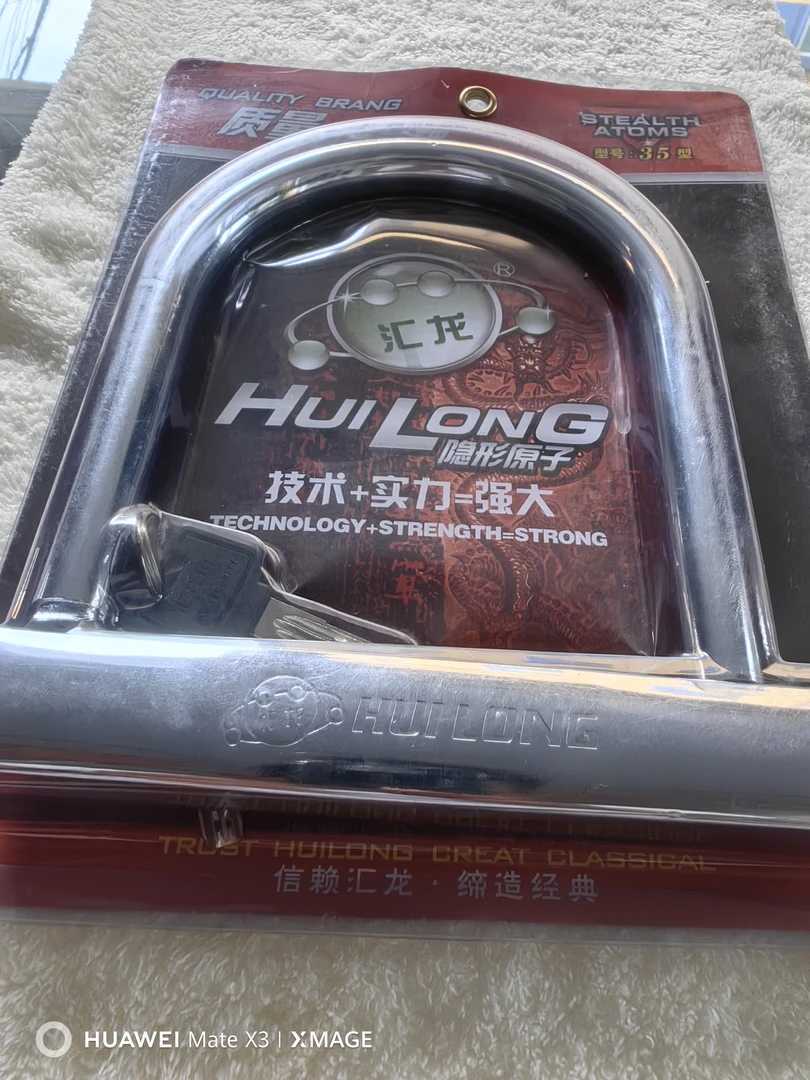 QUALITY BRANG
质量
STEALTH
ATOMS
型号：35型
®
汇龙
HUILONG
隐形原子
技术+实力=强大
TECHNOLOGY+STRENGTH=STRONG
汇龙 HUILONG
TRUST HUILONG CREAT CLASSICAL
信赖汇龙·缔造经典
HUAWEI Mate X3 | XMAGE